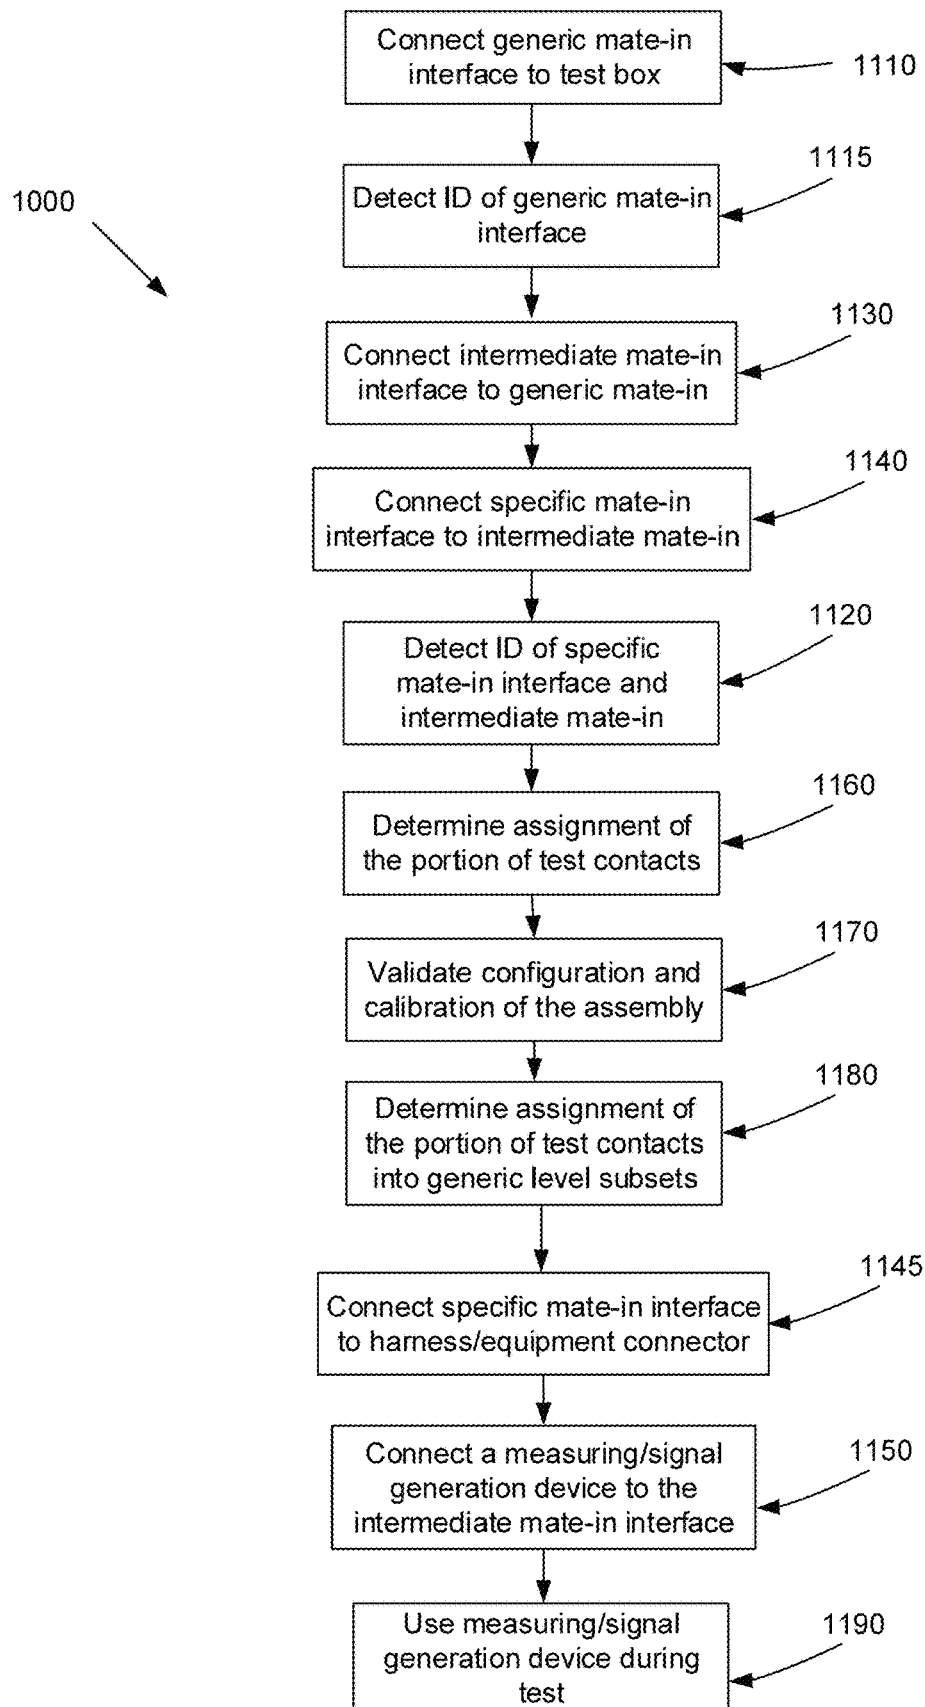 Connect generic mate-in
interface to test box
1110
1115
Detect ID of generic mate-in
interface
1000
1130
Connect intermediate mate-in
interface to generic mate-in
1140
Connect specific mate-in
interface to intermediate mate-in
1120
Detect ID of specific
mate-in interface and
intermediate mate-in
1160
Determine assignment of
the portion of test contacts
1170
Validate configuration and
calibration of the assembly
1180
Determine assignment of
the portion of test contacts
into generic level subsets
1145
Connect specific mate-in interface
to harness/equipment connector
1150
Connect a measuring/signal
generation device to the
intermediate mate-in interface
1190
Use measuring/signal
generation device during
test